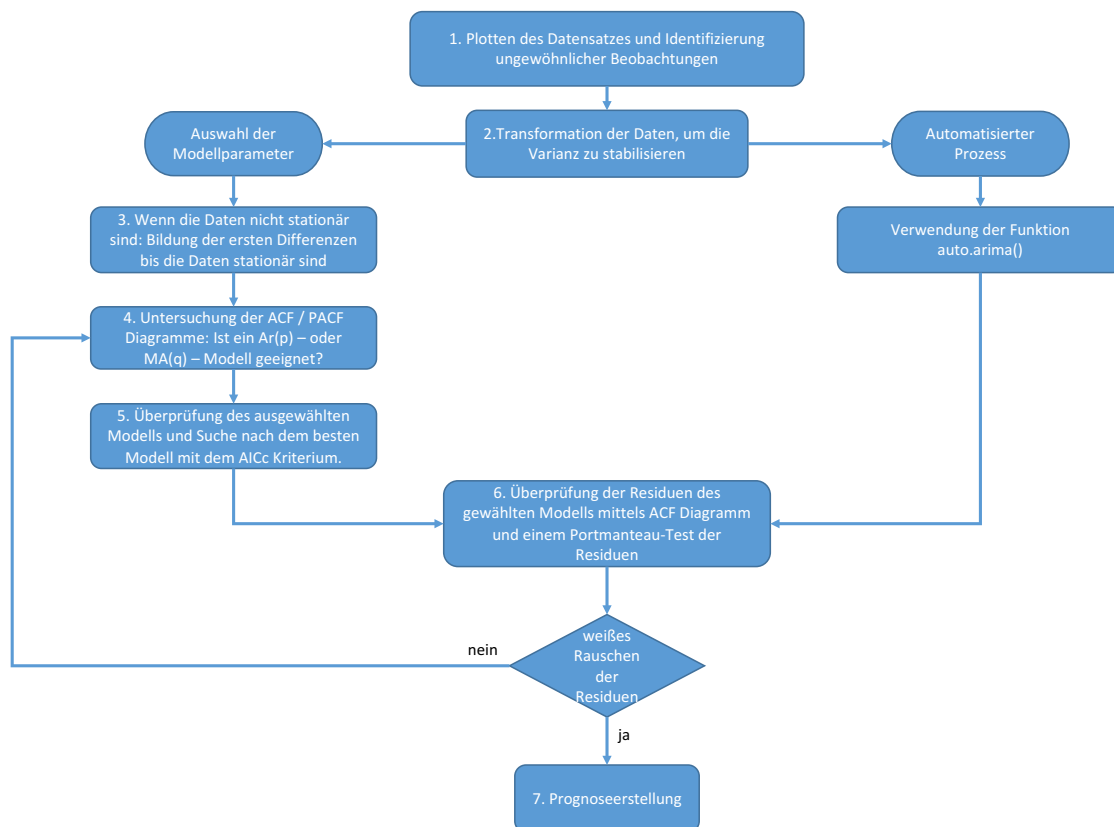 1. Plotten des Datensatzes und Identifizierung
ungewöhnlicher Beobachtungen
Auswahl der
Modellparameter
2.Transformation der Daten, um die
Varianz zu stabilisieren
Automatisierter
Prozess
3. Wenn die Daten nicht stationär
sind: Bildung der ersten Differenzen
bis die Daten stationär sind
Verwendung der Funktion
auto.arima()
4. Untersuchung der ACF / PACF
Diagramme: Ist ein Ar(p) – oder
MA(q) – Modell geeignet?
5. Überprüfung des ausgewählten
Modells und Suche nach dem besten
Modell mit dem AICc Kriterium.
6. Überprüfung der Residuen des
gewählten Modells mittels ACF Diagramm
und einem Portmanteau-Test der
Residuen
nein
weißes
Rauschen
der
Residuen
ja
7. Prognoseerstellung